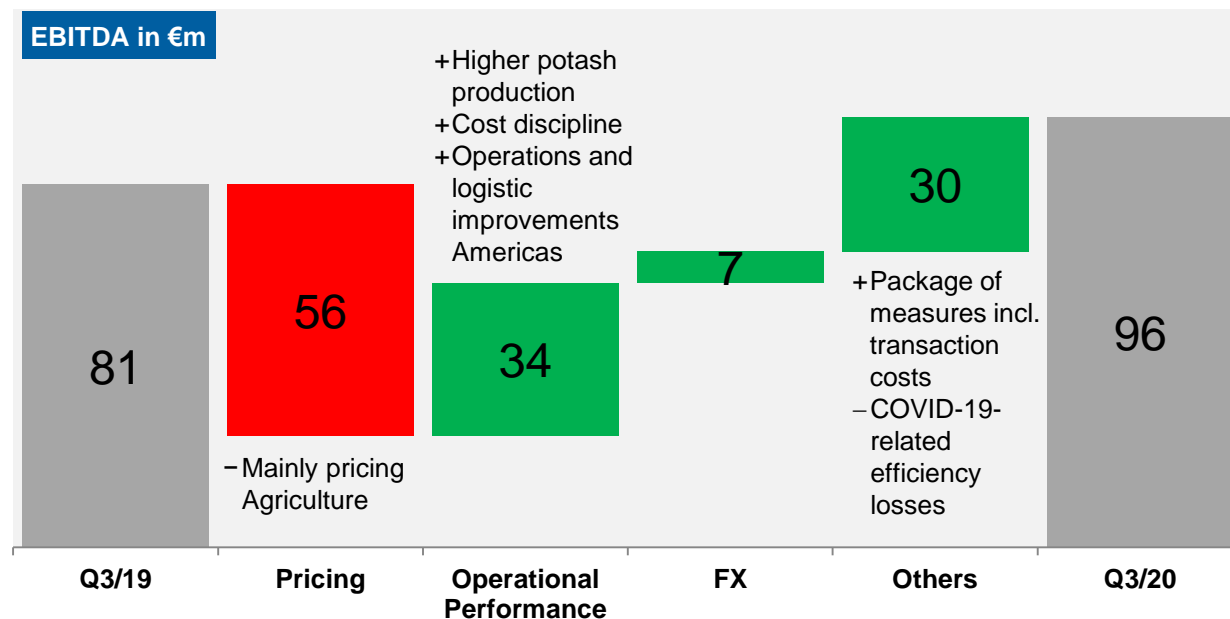 EBITDA in €m
81
56
−Mainly pricing
Agriculture
+Higher potash
production
+Cost discipline
+Operations and
logistic
improvements
Americas
34
7
30
+Package of
measures incl.
transaction
costs
−COVID-19-
related
efficiency
losses
96
Q3/19
Pricing
Operational
Performance
FX
Others
Q3/20